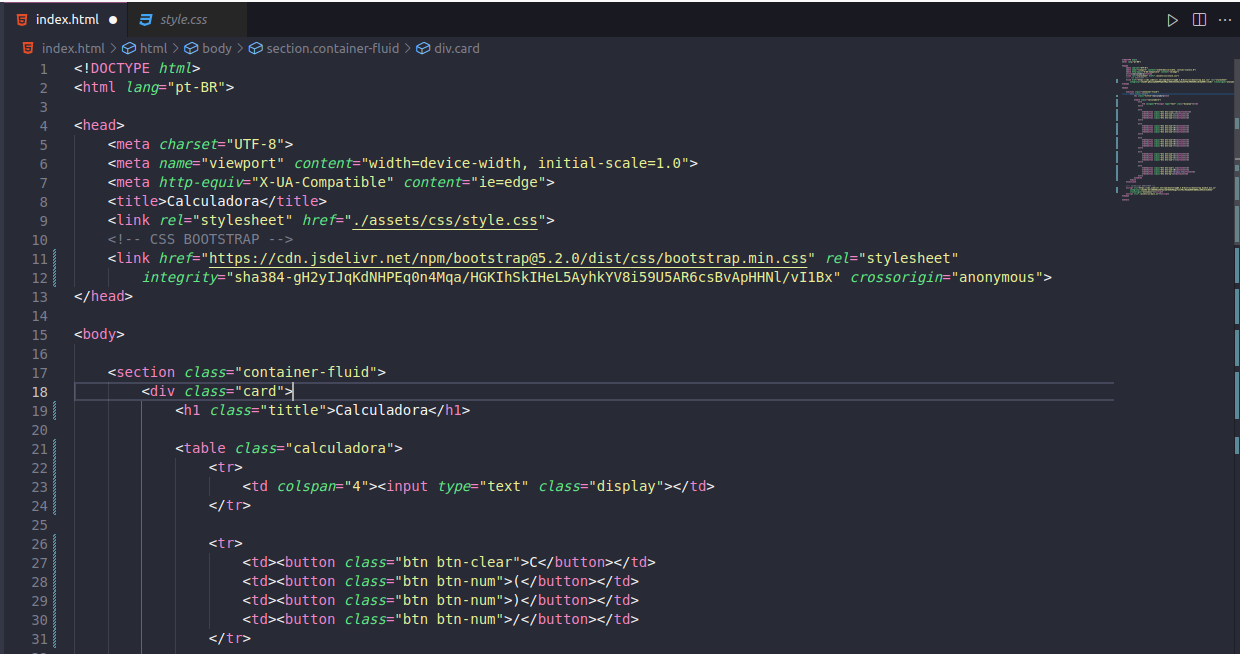 index.html ● style.css
index.html > html > body > section.container-fluid > div.card
1 <!DOCTYPE html>
2 <html lang="pt-BR">
3
4 <head>
5 <meta charset="UTF-8">
6 <meta name="viewport" content="width=device-width, initial-scale=1.0">
7 <meta http-equiv="X-UA-Compatible" content="ie=edge">
8 <title>Calculadora</title>
9 <link rel="stylesheet" href="./assets/css/style.css">
10 <!-- CSS BOOTSTRAP -->
11 <link href="https://cdn.jsdelivr.net/npm/bootstrap@5.2.0/dist/css/bootstrap.min.css" rel="stylesheet"
12 integrity="sha384-gH2yIJqKdNHPEq0n4Mqa/HGKIhSkIHeL5AyhkYV8i59U5AR6csBvApHHNl/vI1Bx" crossorigin="anonymous">
13 </head>
14
15 <body>
16
17 <section class="container-fluid">
18 <div class="card">
19 <h1 class="tittle">Calculadora</h1>
20
21 <table class="calculadora">
22 <tr>
23 <td colspan="4"><input type="text" class="display"></td>
24 </tr>
25
26 <tr>
27 <td><button class="btn btn-clear">C</button></td>
28 <td><button class="btn btn-num">(</button></td>
29 <td><button class="btn btn-num">)</button></td>
30 <td><button class="btn btn-num">/</button></td>
31 </tr>